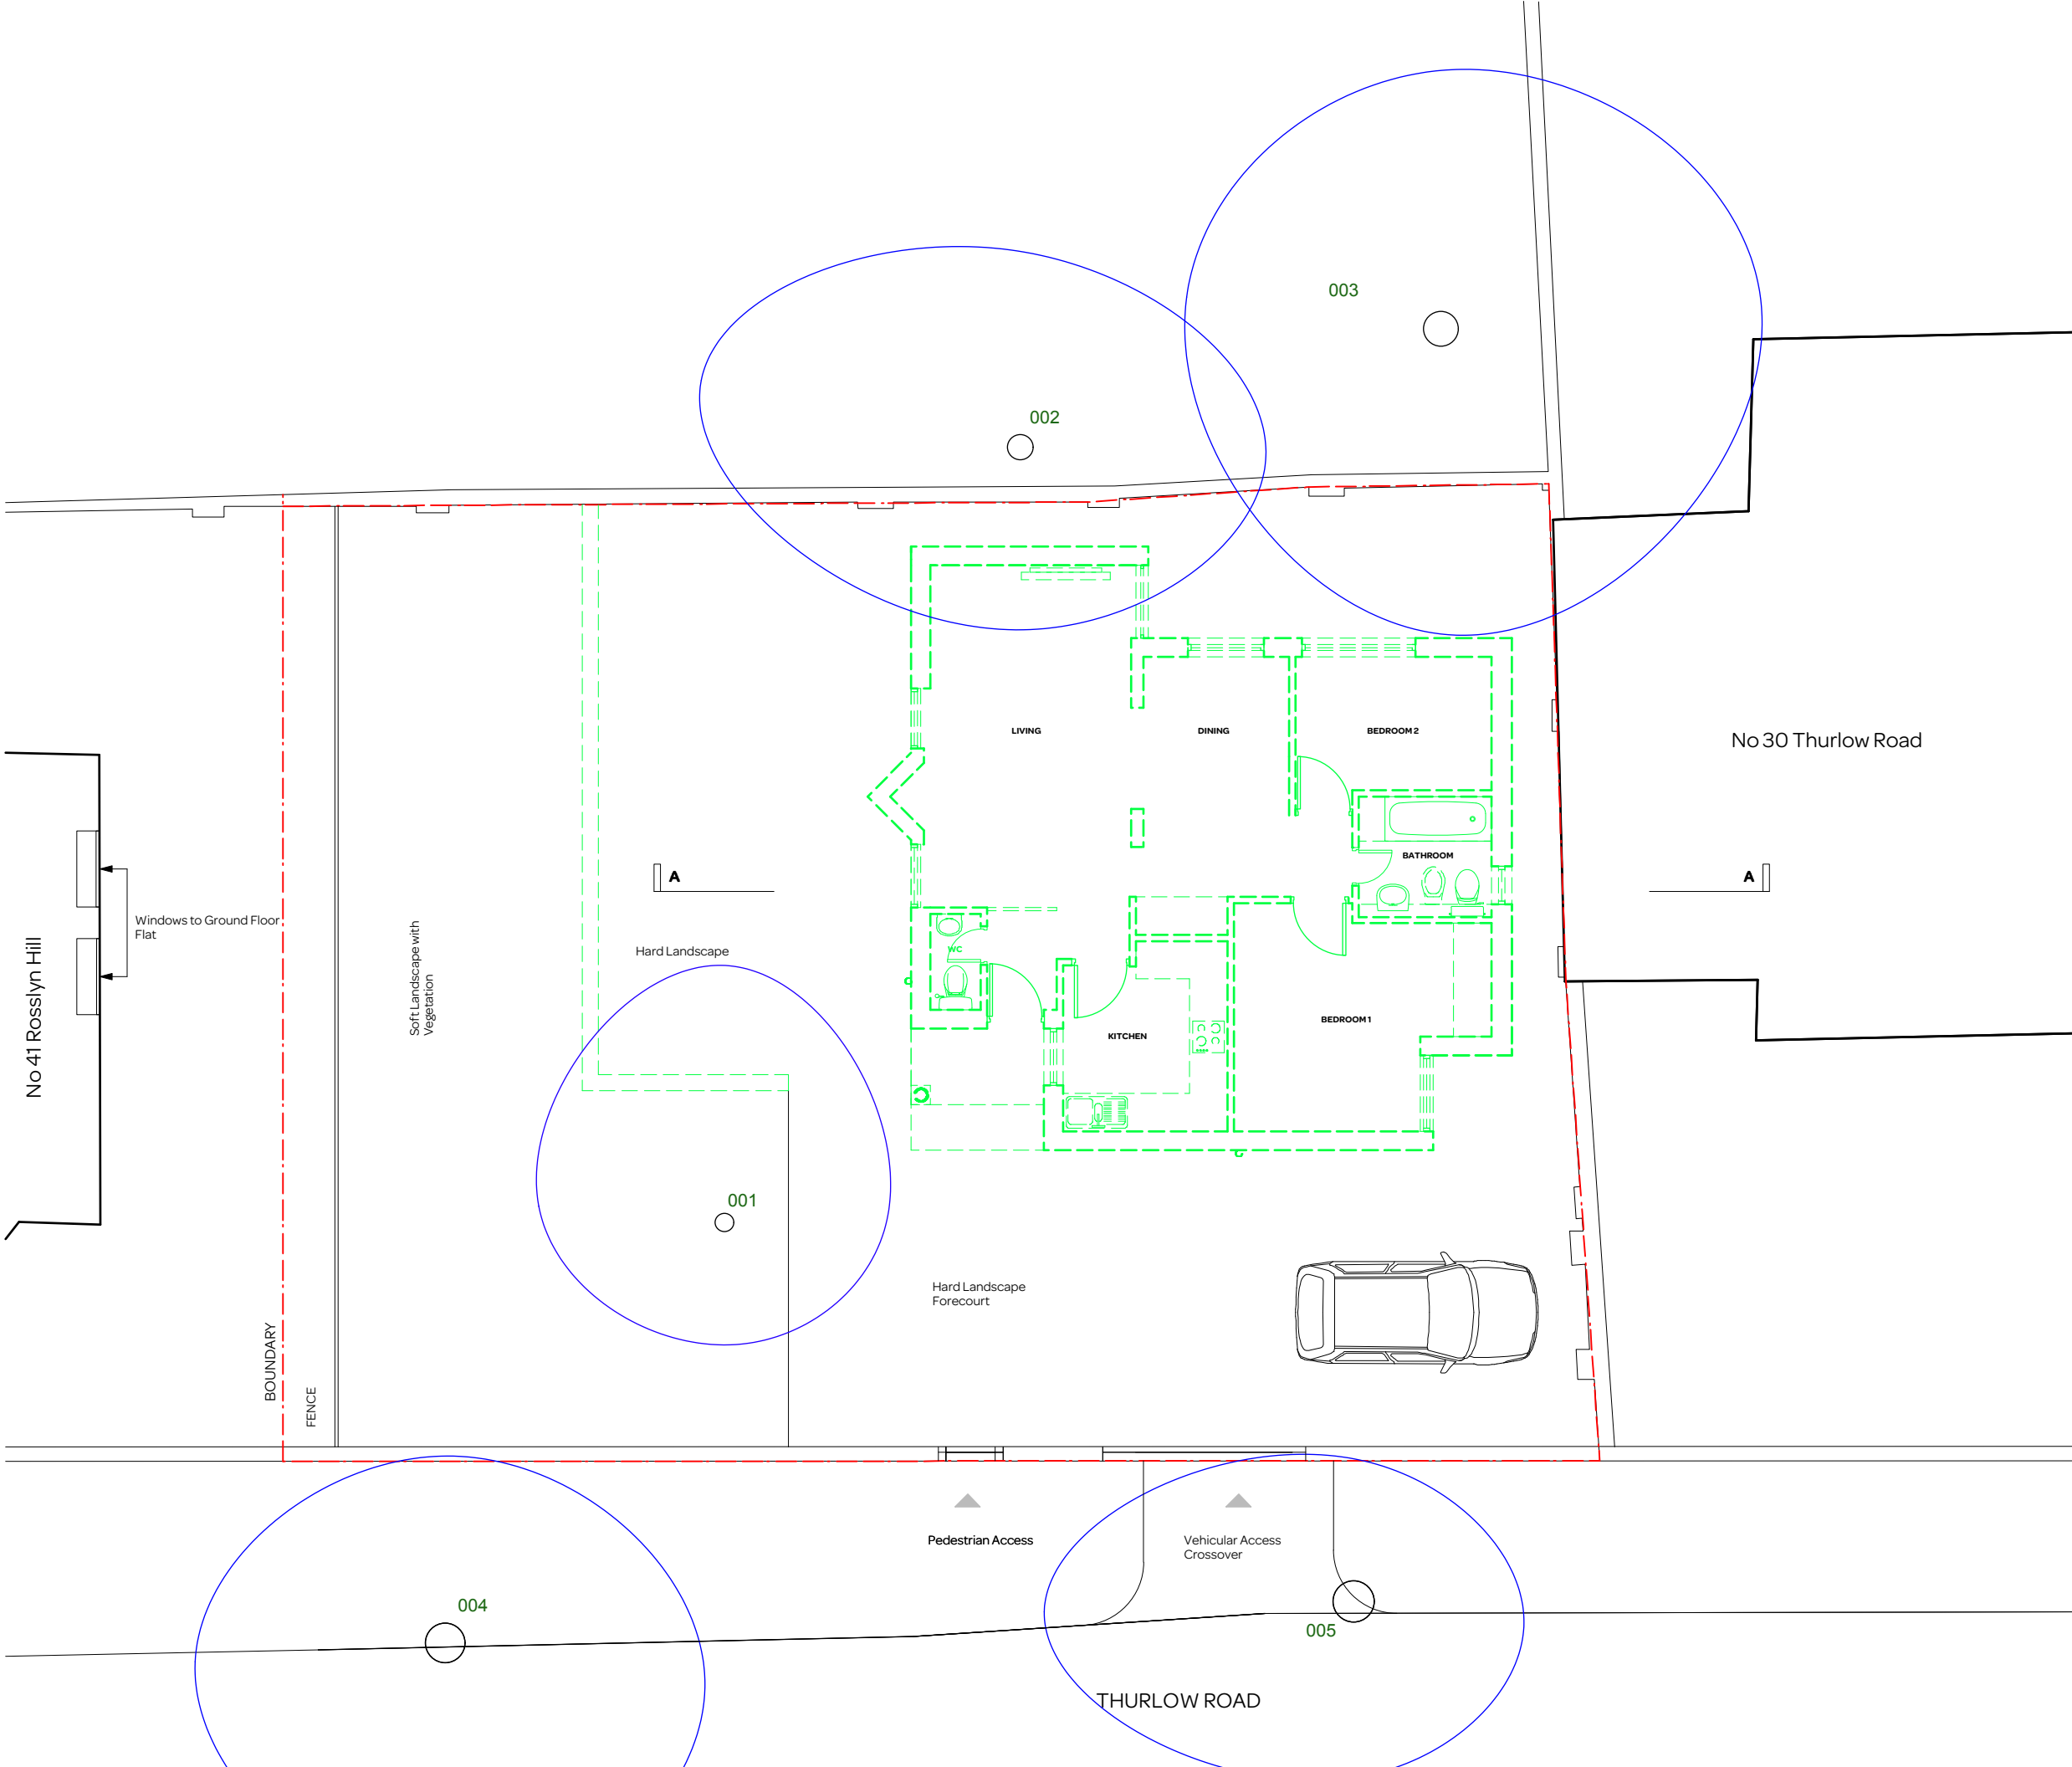 003
002
No 30 Thurlow Road
LIVING
DINING
BEDROOM 2
BATHROOM
A
A
Windows to Ground Floor
Flat
No 41 Rosslyn Hill
Soft Landscape with
Vegetation
Hard Landscape
WC
KITCHEN
BEDROOM 1
001
Hard Landscape
Forecourt
BOUNDARY
FENCE
Pedestrian Access
Vehicular Access
Crossover
004
005
THURLOW ROAD